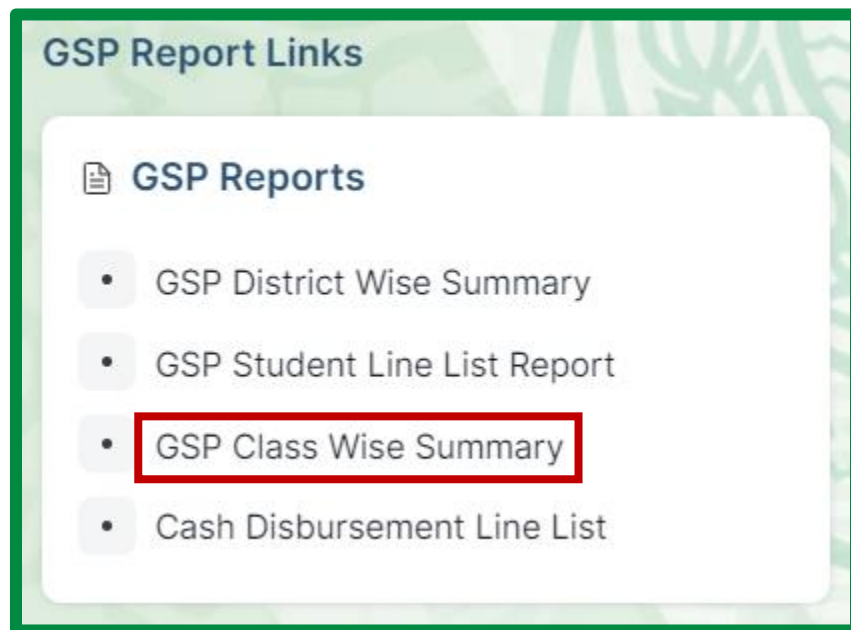 GSP Report Links
GSP Reports
• GSP District Wise Summary
• GSP Student Line List Report
• GSP Class Wise Summary
• Cash Disbursement Line List